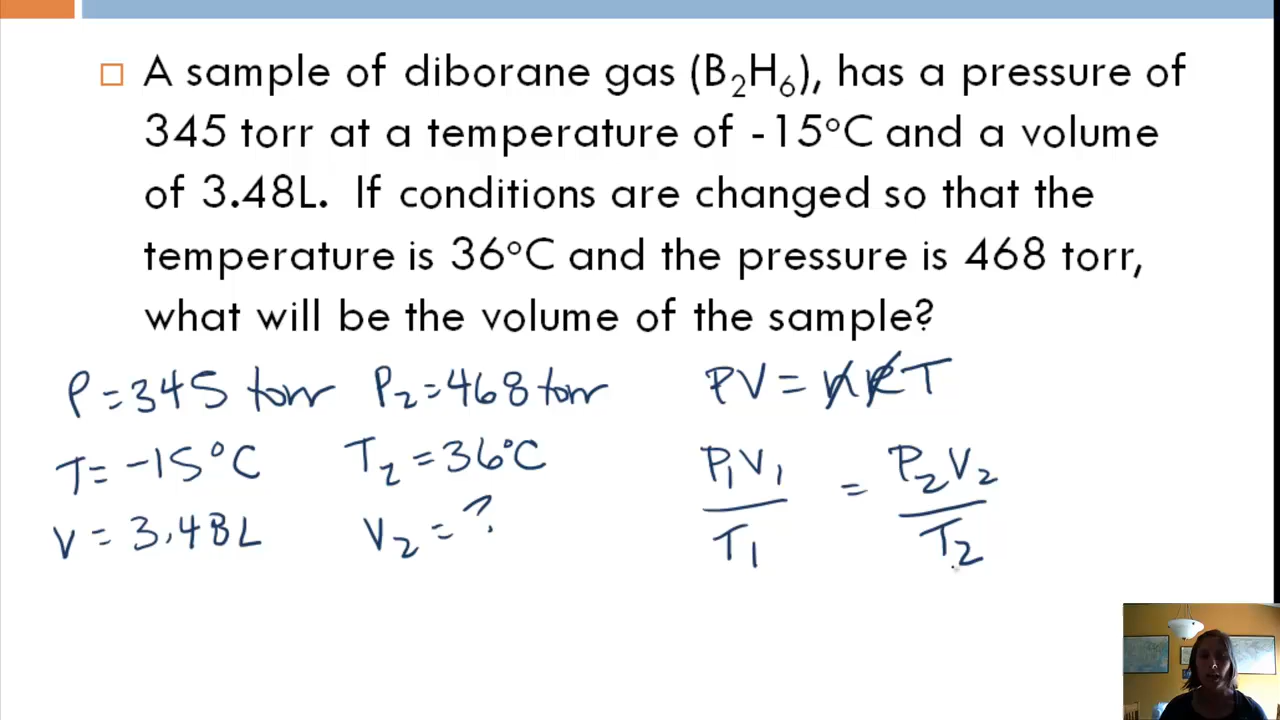 A sample of diborane gas (B₂H₆), has a pressure of
345 torr at a temperature of -15°C and a volume
of 3.48L. If conditions are changed so that the
temperature is 36°C and the pressure is 468 torr,
what will be the volume of the sample?
P = 345 torr P₂ = 468 torr PV = nRT
T = -15°C T₂ = 36°C P₁V₁ = P₂V₂
V = 3.48L V₂ = ? T₁ T₂